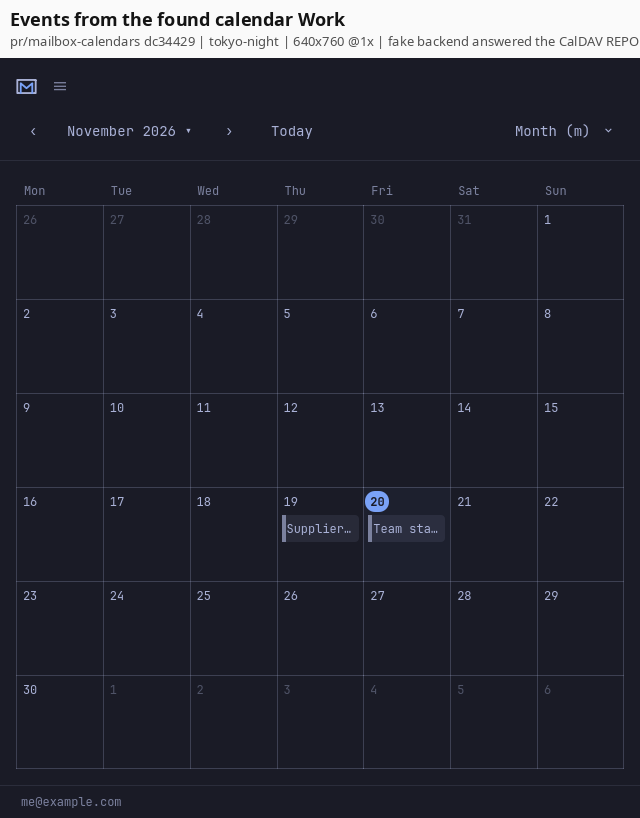 Events from the found calendar Work
pr/mailbox-calendars dc34429 | tokyo-night | 640x760 @1x | fake backend answered the CalDAV REPO
‹ November 2026 ▾ › Today Month (m)
Mon Tue Wed Thu Fri Sat Sun
26 27 28 29 30 31 1
2 3 4 5 6 7 8
9 10 11 12 13 14 15
16 17 18 19 20 21 22
Supplier… Team sta…
23 24 25 26 27 28 29
30 1 2 3 4 5 6
me@example.com